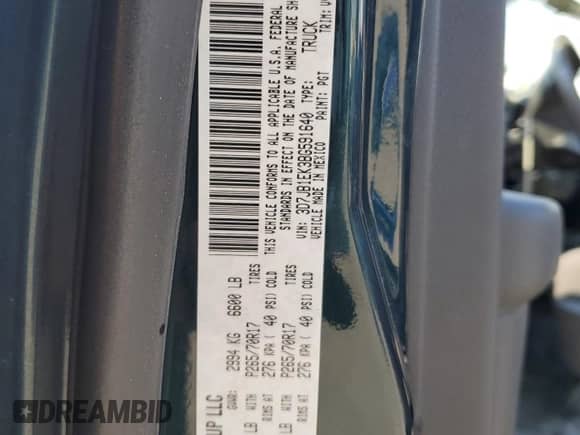 UP LLC
GVWR: 2994 KG 6600 LB
LB WITH P265/70R17 TIRES
RIMS AT 276 KPA ( 40 PSI) COLD
LB WITH P265/70R17 TIRES
RIMS AT 276 KPA ( 40 PSI) COLD
THIS VEHICLE CONFORMS TO ALL APPLICABLE U.S.A. FEDERAL
STANDARDS IN EFFECT ON THE DATE OF MANUFACTURE SH
VIN: 3D7JB1EK3BG591640 TYPE: TRUCK
MADE IN MEXICO PAINT: PGT TRIM:
DREAMBID